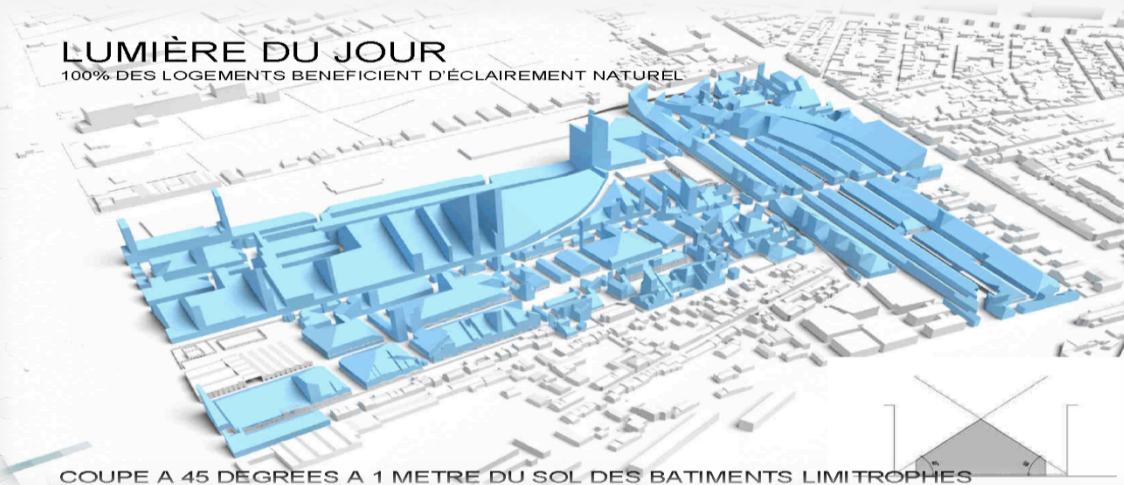 LUMIÈRE DU JOUR
100% DES LOGEMENTS BENEFICIENT D'ÉCLAIREMENT NATUREL
COUPE A 45 DEGREES A 1 METRE DU SOL DES BATIMENTS LIMITROPHES